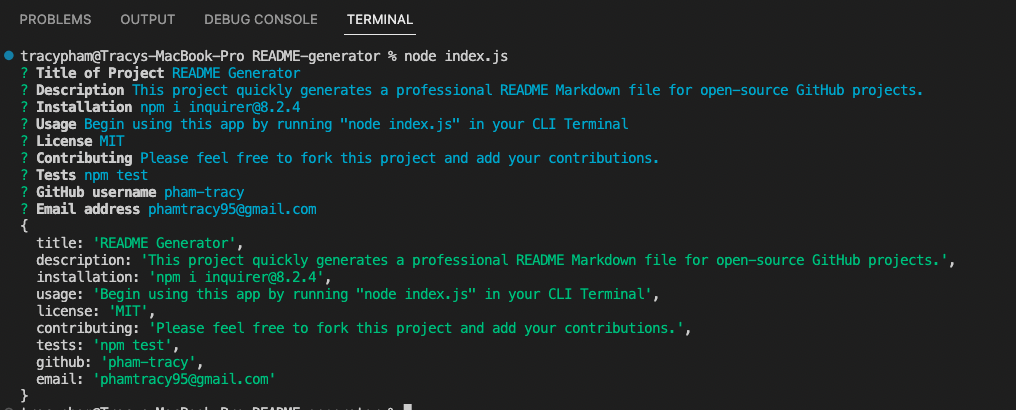 PROBLEMS OUTPUT DEBUG CONSOLE TERMINAL
tracypham@Tracys-MacBook-Pro README-generator % node index.js
? Title of Project README Generator
? Description This project quickly generates a professional README Markdown file for open-source GitHub projects.
? Installation npm i inquirer@8.2.4
? Usage Begin using this app by running "node index.js" in your CLI Terminal
? License MIT
? Contributing Please feel free to fork this project and add your contributions.
? Tests npm test
? GitHub username pham-tracy
? Email address phamtracy95@gmail.com
{
  title: 'README Generator',
  description: 'This project quickly generates a professional README Markdown file for open-source GitHub projects.',
  installation: 'npm i inquirer@8.2.4',
  usage: 'Begin using this app by running "node index.js" in your CLI Terminal',
  license: 'MIT',
  contributing: 'Please feel free to fork this project and add your contributions.',
  tests: 'npm test',
  github: 'pham-tracy',
  email: 'phamtracy95@gmail.com'
}
tracypham@Tracys-MacBook-Pro README-generator %